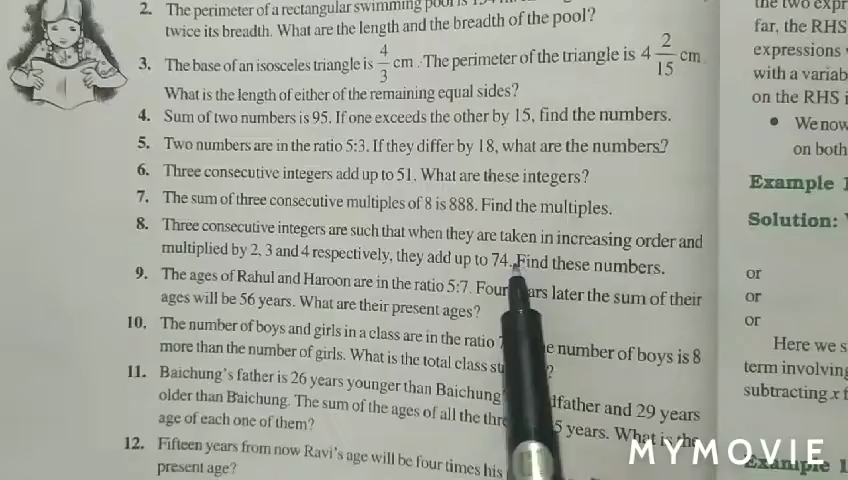 2. The perimeter of a rectangular swimming pool is
twice its breadth. What are the length and the breadth of the pool?
3. The base of an isosceles triangle is 4/3 cm. The perimeter of the triangle is 4 2/15 cm.
What is the length of either of the remaining equal sides?
4. Sum of two numbers is 95. If one exceeds the other by 15, find the numbers.
5. Two numbers are in the ratio 5:3. If they differ by 18, what are the numbers?
6. Three consecutive integers add up to 51. What are these integers?
7. The sum of three consecutive multiples of 8 is 888. Find the multiples.
8. Three consecutive integers are such that when they are taken in increasing order and
multiplied by 2, 3 and 4 respectively, they add up to 74. Find these numbers.
9. The ages of Rahul and Haroon are in the ratio 5:7. Four ars later the sum of their
ages will be 56 years. What are their present ages?
10. The number of boys and girls in a class are in the ratio 7 e number of boys is 8
more than the number of girls. What is the total class ?
11. Baichung's father is 26 years younger than Baichung' dfather and 29 years
older than Baichung. The sum of the ages of all the 5 years. What is the
age of each one of them?
12. Fifteen years from now Ravi's age will be four times his
present age?
the two expr
far, the RHS
expressions
with a variab
on the RHS i
• We now
on both
Example 1
Solution:
or
or
or
Here we s
term involving
subtracting x f
Example 1
MYMOVIE